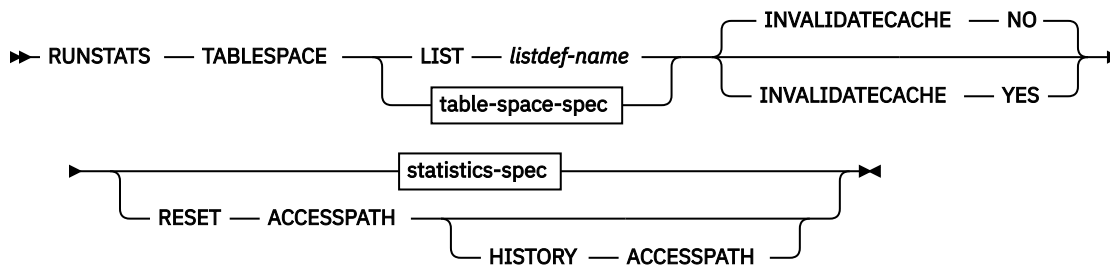 INVALIDATECACHE NO
RUNSTATS TABLESPACE LIST listdef-name
table-space-spec
INVALIDATECACHE YES
statistics-spec
RESET ACCESSPATH
HISTORY ACCESSPATH